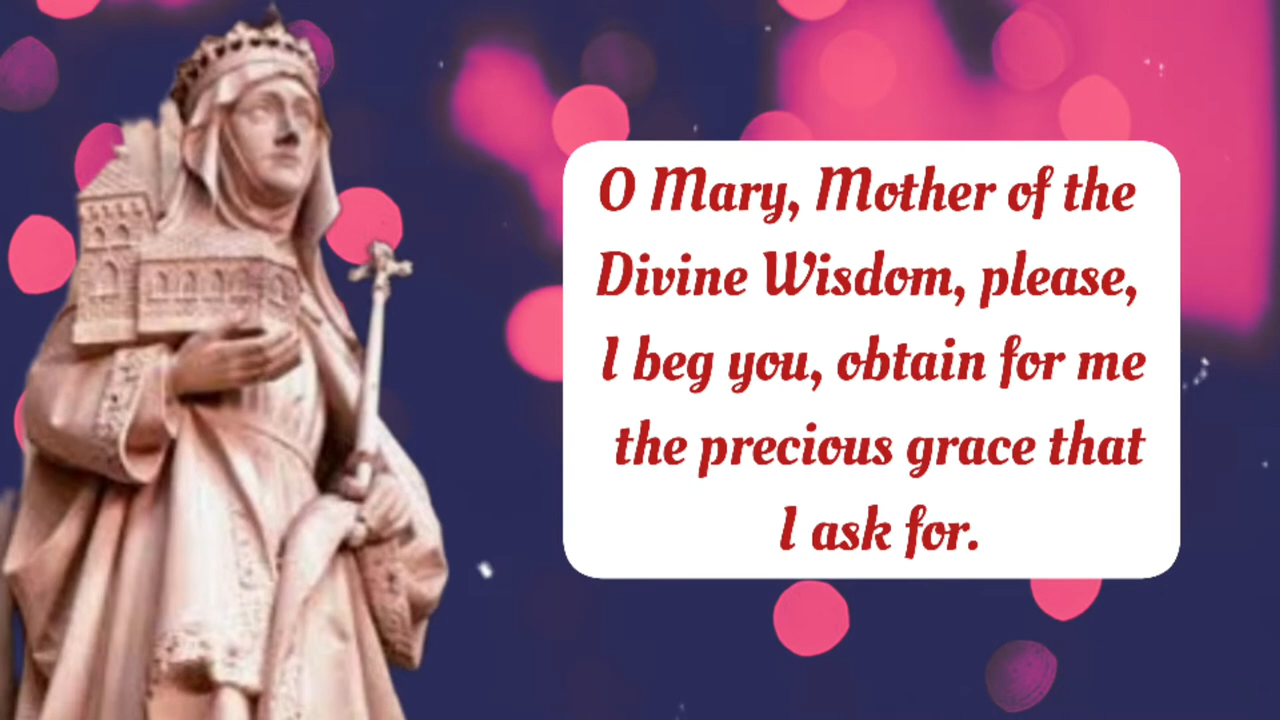 O Mary, Mother of the
Divine Wisdom, please,
I beg you, obtain for me
the precious grace that
I ask for.